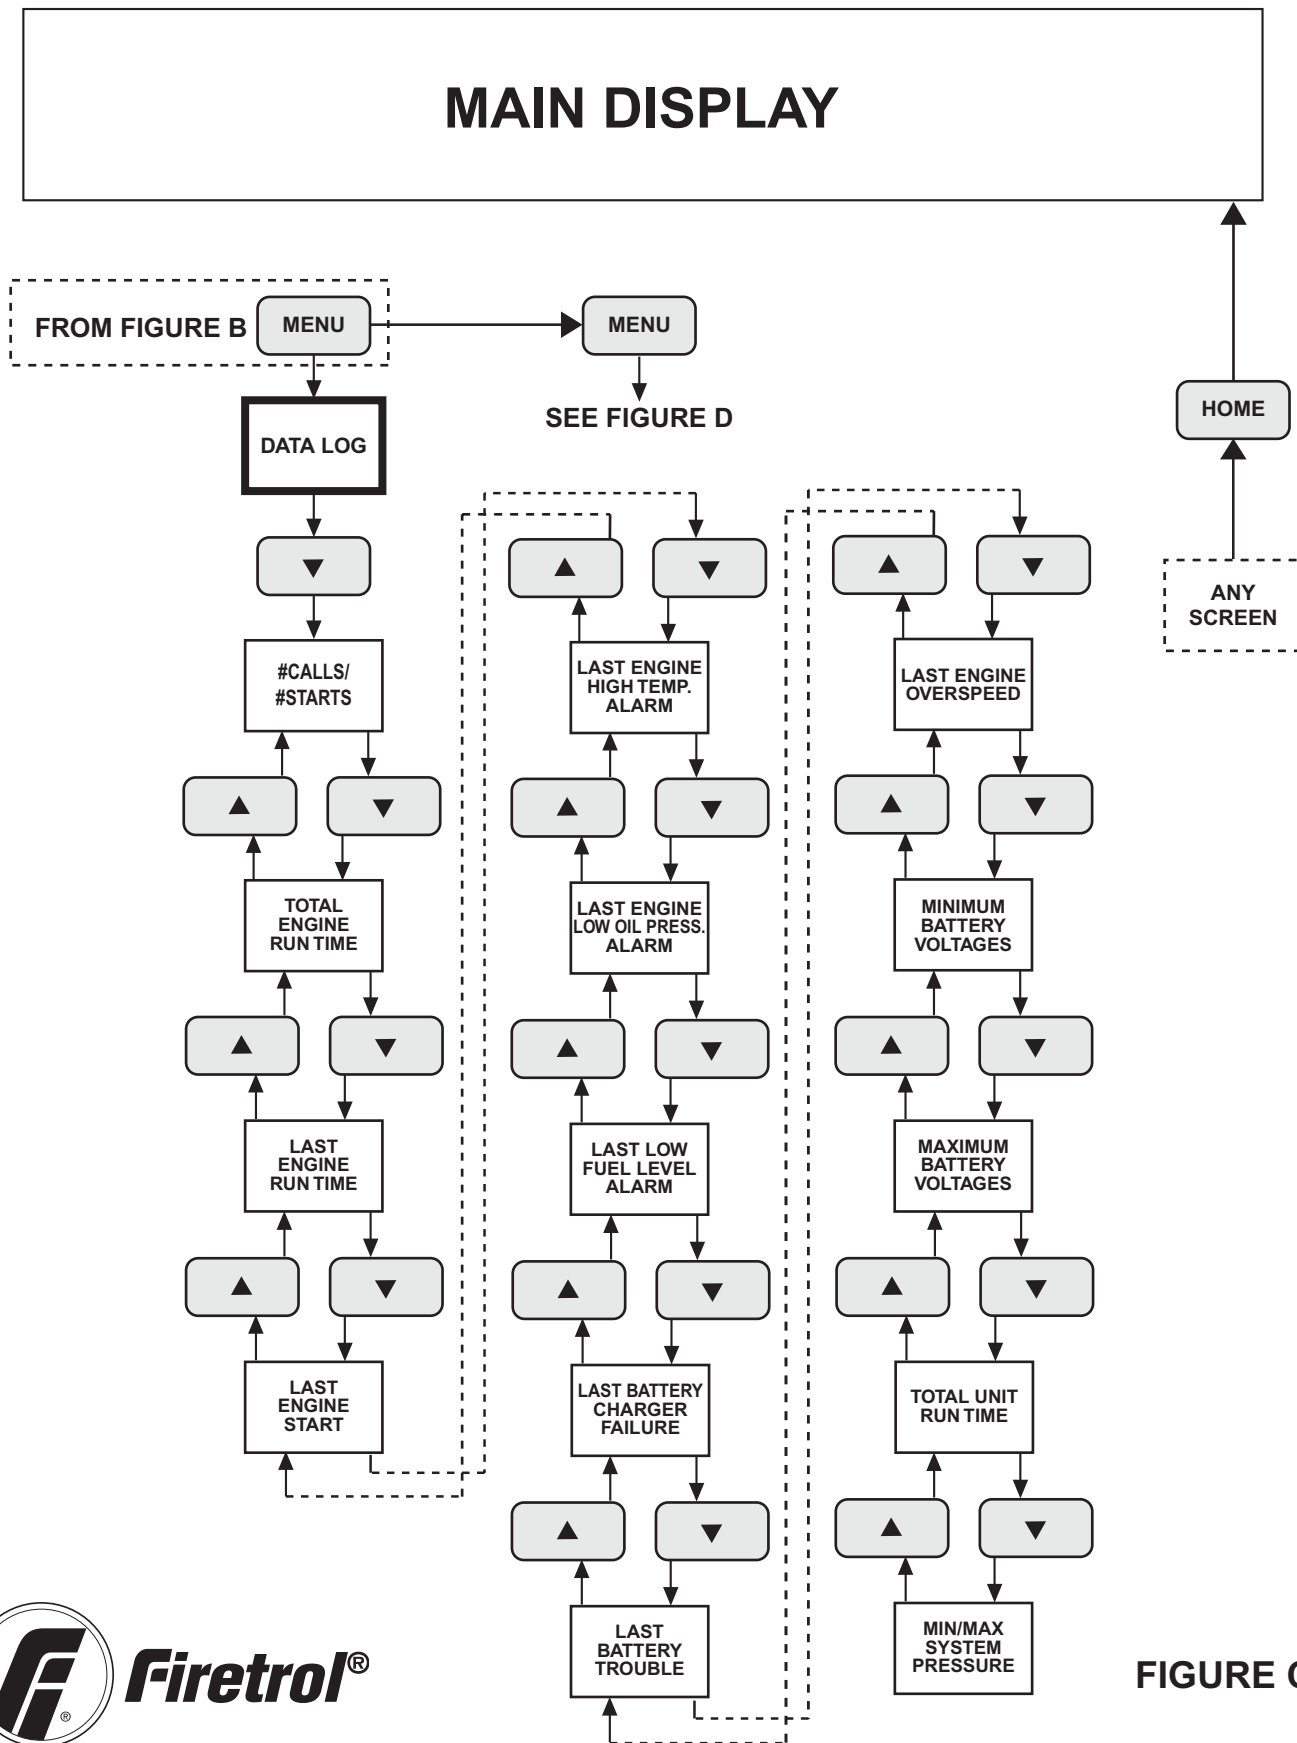 MAIN DISPLAY
FROM FIGURE B
MENU
MENU
SEE FIGURE D
HOME
ANY
SCREEN
DATA LOG
▼
#CALLS/
#STARTS
▲ ▼
TOTAL
ENGINE
RUN TIME
▲ ▼
LAST
ENGINE
RUN TIME
▲ ▼
LAST
ENGINE
START
▲ ▼
LAST ENGINE
HIGH TEMP.
ALARM
▲ ▼
LAST ENGINE
LOW OIL PRESS.
ALARM
▲ ▼
LAST LOW
FUEL LEVEL
ALARM
▲ ▼
LAST BATTERY
CHARGER
FAILURE
▲ ▼
LAST
BATTERY
TROUBLE
▲ ▼
LAST ENGINE
OVERSPEED
▲ ▼
MINIMUM
BATTERY
VOLTAGES
▲ ▼
MAXIMUM
BATTERY
VOLTAGES
▲ ▼
TOTAL UNIT
RUN TIME
▲ ▼
MIN/MAX
SYSTEM
PRESSURE
®
Firetrol®
FIGURE